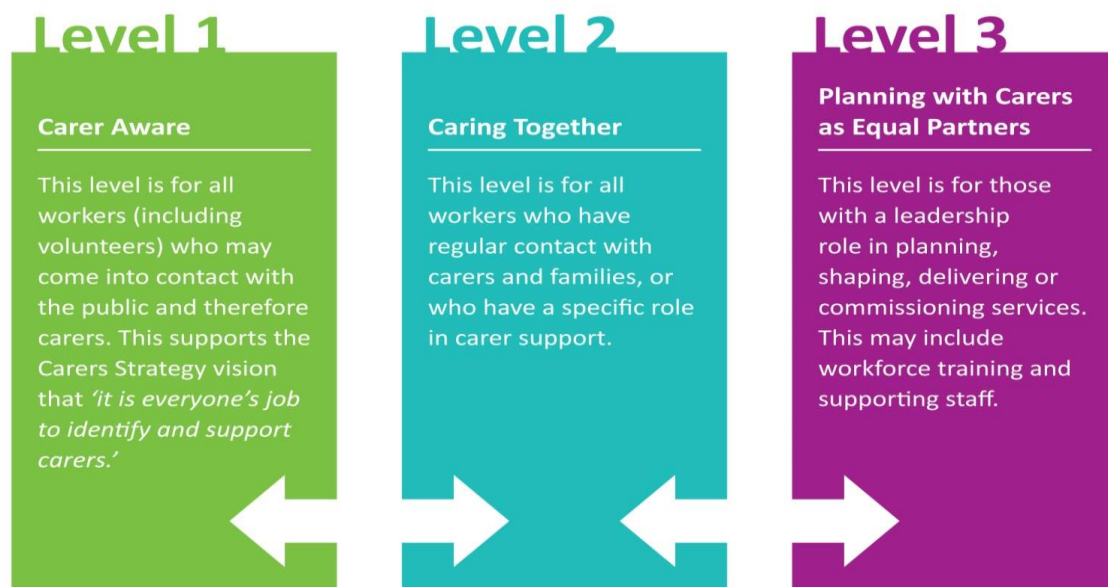 Level 1
Carer Aware
This level is for all
workers (including
volunteers) who may
come into contact with
the public and therefore
carers. This supports the
Carers Strategy vision
that ‘it is everyone’s job
to identify and support
carers.’
Level 2
Caring Together
This level is for all
workers who have
regular contact with
carers and families, or
who have a specific role
in carer support.
Level 3
Planning with Carers
as Equal Partners
This level is for those
with a leadership
role in planning,
shaping, delivering or
commissioning services.
This may include
workforce training and
supporting staff.